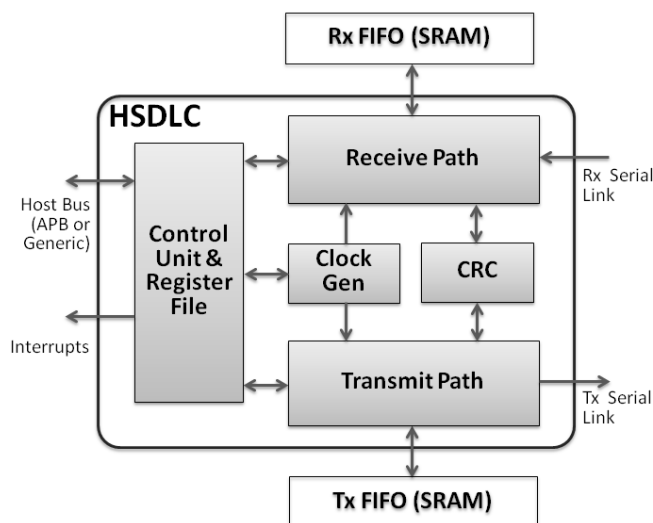 Rx FIFO (SRAM)
HSDLC
Receive Path
Rx Serial
Link
Host Bus
(APB or
Generic)
Control
Unit &
Register
File
Clock
Gen
CRC
Interrupts
Transmit Path
Tx Serial
Link
Tx FIFO (SRAM)